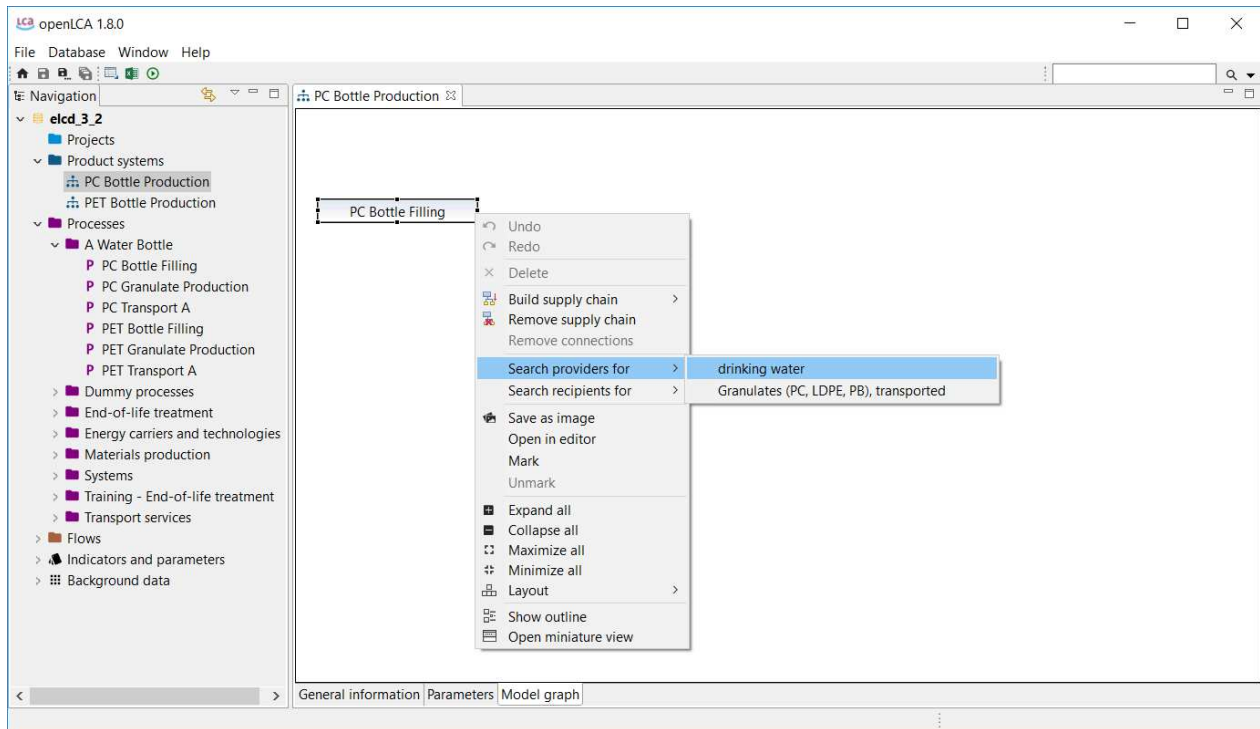 LCA openLCA 1.8.0
File Database Window Help
Navigation
PC Bottle Production
elcd_3_2
Projects
Product systems
PC Bottle Production
PET Bottle Production
Processes
A Water Bottle
P PC Bottle Filling
P PC Granulate Production
P PC Transport A
P PET Bottle Filling
P PET Granulate Production
P PET Transport A
Dummy processes
End-of-life treatment
Energy carriers and technologies
Materials production
Systems
Training - End-of-life treatment
Transport services
Flows
Indicators and parameters
Background data
PC Bottle Filling
Undo
Redo
Delete
Build supply chain
Remove supply chain
Remove connections
Search providers for
drinking water
Search recipients for
Granulates (PC, LDPE, PB), transported
Save as image
Open in editor
Mark
Unmark
Expand all
Collapse all
Maximize all
Minimize all
Layout
Show outline
Open miniature view
General information Parameters Model graph